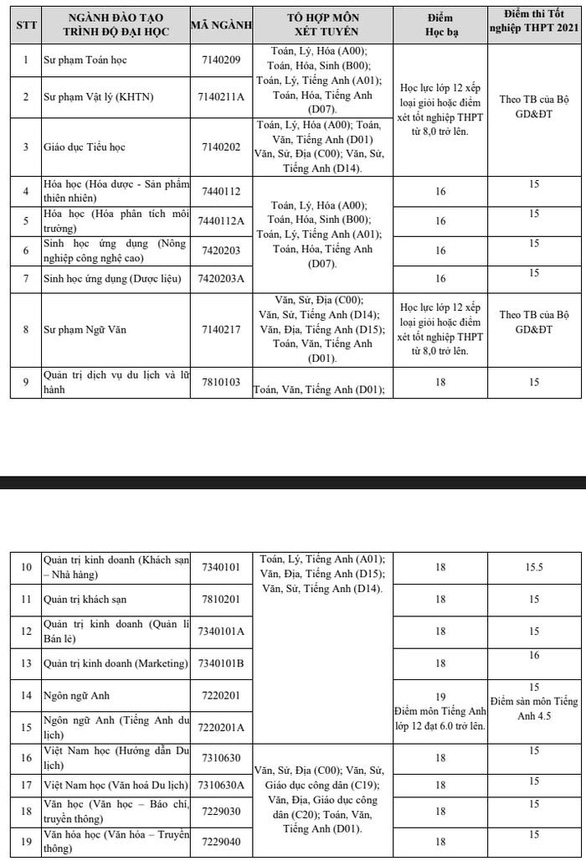 STT
NGÀNH ĐÀO TẠO
TRÌNH ĐỘ ĐẠI HỌC
MÃ NGÀNH
TỔ HỢP MÔN
XÉT TUYỂN
Điểm
Học bạ
Điểm thi Tốt
nghiệp THPT 2021
1
Sư phạm Toán học
7140209
Toán, Lý, Hóa (A00);
Toán, Hóa, Sinh (B00);
Toán, Lý, Tiếng Anh (A01);
Toán, Hóa, Tiếng Anh
(D07).
Học lực lớp 12 xếp
loại giỏi hoặc điểm
xét tốt nghiệp THPT
từ 8,0 trở lên.
Theo TB của Bộ
GD&ĐT
2
Sư phạm Vật lý (KHTN)
7140211A
3
Giáo dục Tiểu học
7140202
Toán, Lý, Hóa (A00); Toán,
Văn, Tiếng Anh (D01)
Văn, Sử, Địa (C00); Văn, Sử,
Tiếng Anh (D14).
4
Hóa học (Hóa dược - Sản phẩm
thiên nhiên)
7440112
Toán, Lý, Hóa (A00);
Toán, Hóa, Sinh (B00);
Toán, Lý, Tiếng Anh (A01);
Toán, Hóa, Tiếng Anh
(D07).
16
15
5
Hóa học (Hóa phân tích môi
trường)
7440112A
16
15
6
Sinh học ứng dụng (Nông
nghiệp công nghệ cao)
7420203
16
15
7
Sinh học ứng dụng (Dược liệu)
7420203A
16
15
8
Sư phạm Ngữ Văn
7140217
Văn, Sử, Địa (C00);
Văn, Sử, Tiếng Anh (D14);
Văn, Địa, Tiếng Anh (D15);
Toán, Văn, Tiếng Anh
(D01).
Học lực lớp 12 xếp
loại giỏi hoặc điểm
xét tốt nghiệp THPT
từ 8,0 trở lên.
Theo TB của Bộ
GD&ĐT
9
Quản trị dịch vụ du lịch và lữ
hành
7810103
Toán, Văn, Tiếng Anh (D01);
18
15
10
Quản trị kinh doanh (Khách sạn
– Nhà hàng)
7340101
Toán, Lý, Tiếng Anh (A01);
Văn, Địa, Tiếng Anh (D15);
Văn, Sử, Tiếng Anh (D14).
18
15.5
11
Quản trị khách sạn
7810201
18
15
12
Quản trị kinh doanh (Quản lí
Bán lẻ)
7340101A
18
15
13
Quản trị kinh doanh (Marketing)
7340101B
18
16
14
Ngôn ngữ Anh
7220201
19
Điểm môn Tiếng Anh
lớp 12 đạt 6.0 trở lên.
15
Điểm sàn môn Tiếng
Anh 4.5
15
Ngôn ngữ Anh (Tiếng Anh du
lịch)
7220201A
16
Việt Nam học (Hướng dẫn Du
lịch)
7310630
Văn, Sử, Địa (C00); Văn, Sử,
Giáo dục công dân (C19);
Văn, Địa, Giáo dục công
dân (C20); Toán, Văn,
Tiếng Anh (D01).
18
15
17
Việt Nam học (Văn hoá Du lịch)
7310630A
18
15
18
Văn học (Văn học – Báo chí,
truyền thông)
7229030
18
15
19
Văn hóa học (Văn hóa – Truyền
thông)
7229040
18
15